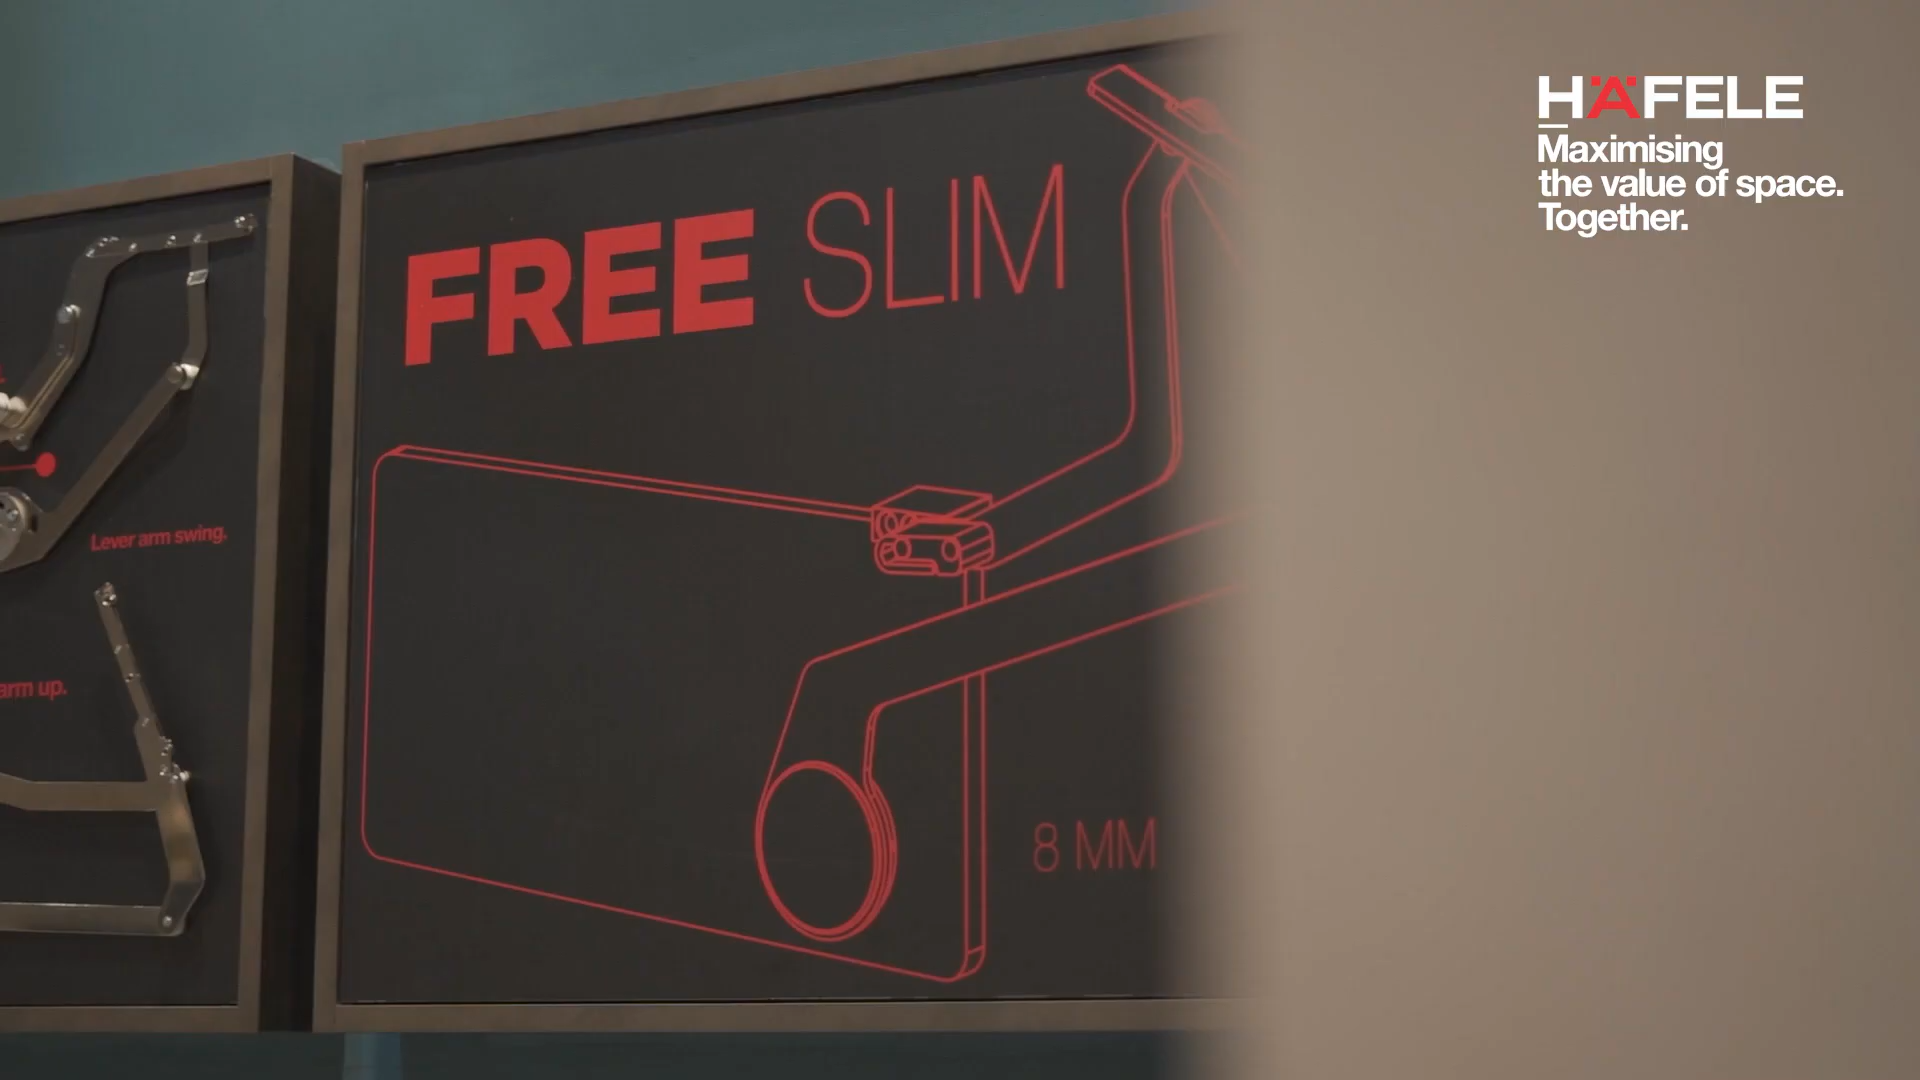 FREE SLIM
8 MM
Lever arm swing.
arm up.
HÄFELE
Maximising
the value of space.
Together.